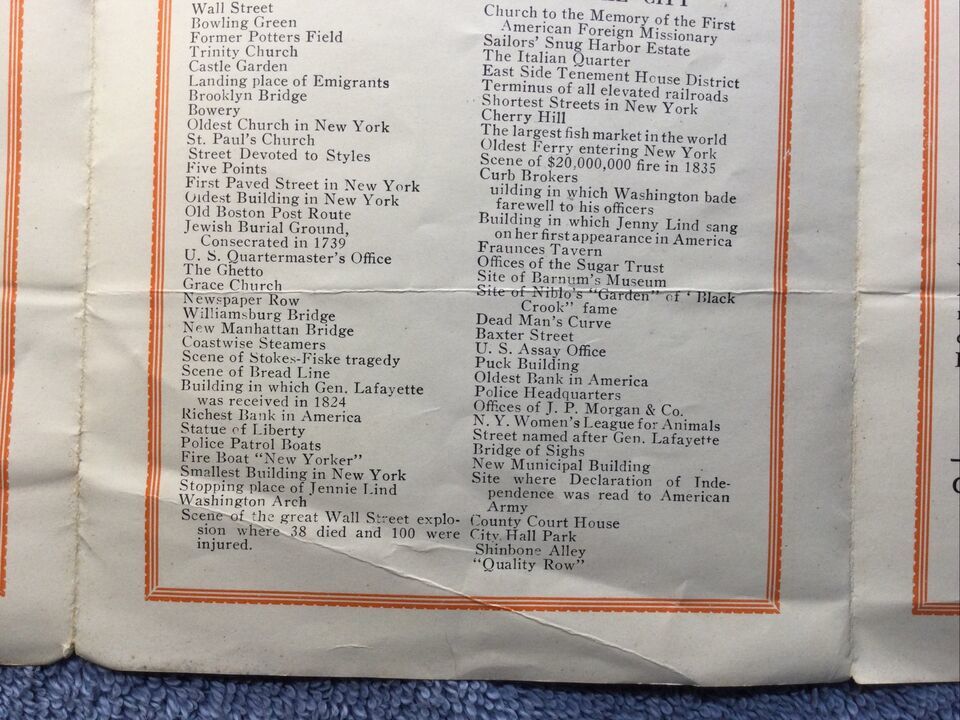 CITY
Wall Street
Bowling Green
Former Potters Field
Trinity Church
Castle Garden
Landing place of Emigrants
Brooklyn Bridge
Bowery
Oldest Church in New York
St. Paul's Church
Street Devoted to Styles
Five Points
First Paved Street in New York
Oldest Building in New York
Old Boston Post Route
Jewish Burial Ground,
Consecrated in 1739
U. S. Quartermaster's Office
The Ghetto
Grace Church
Newspaper Row
Williamsburg Bridge
New Manhattan Bridge
Coastwise Steamers
Scene of Stokes-Fiske tragedy
Scene of Bread Line
Building in which Gen. Lafayette
was received in 1824
Richest Bank in America
Statue of Liberty
Police Patrol Boats
Fire Boat "New Yorker"
Smallest Building in New York
Stopping place of Jennie Lind
Washington Arch
Scene of the great Wall Street explo-
sion where 38 died and 100 were
injured.
Church to the Memory of the First
American Foreign Missionary
Sailors' Snug Harbor Estate
The Italian Quarter
East Side Tenement House District
Terminus of all elevated railroads
Shortest Streets in New York
Cherry Hill
The largest fish market in the world
Oldest Ferry entering New York
Scene of $20,000,000 fire in 1835
Curb Brokers
uilding in which Washington bade
farewell to his officers
Building in which Jenny Lind sang
on her first appearance in America
Fraunces Tavern
Offices of the Sugar Trust
Site of Barnum's Museum
Site of Niblo's "Garden" of ' Black
Crook" fame
Dead Man's Curve
Baxter Street
U. S. Assay Office
Puck Building
Oldest Bank in America
Police Headquarters
Offices of J. P. Morgan & Co.
N. Y. Women's League for Animals
Street named after Gen. Lafayette
Bridge of Sighs
New Municipal Building
Site where Declaration of Inde-
pendence was read to American
Army
County Court House
City Hall Park
Shinbone Alley
"Quality Row"